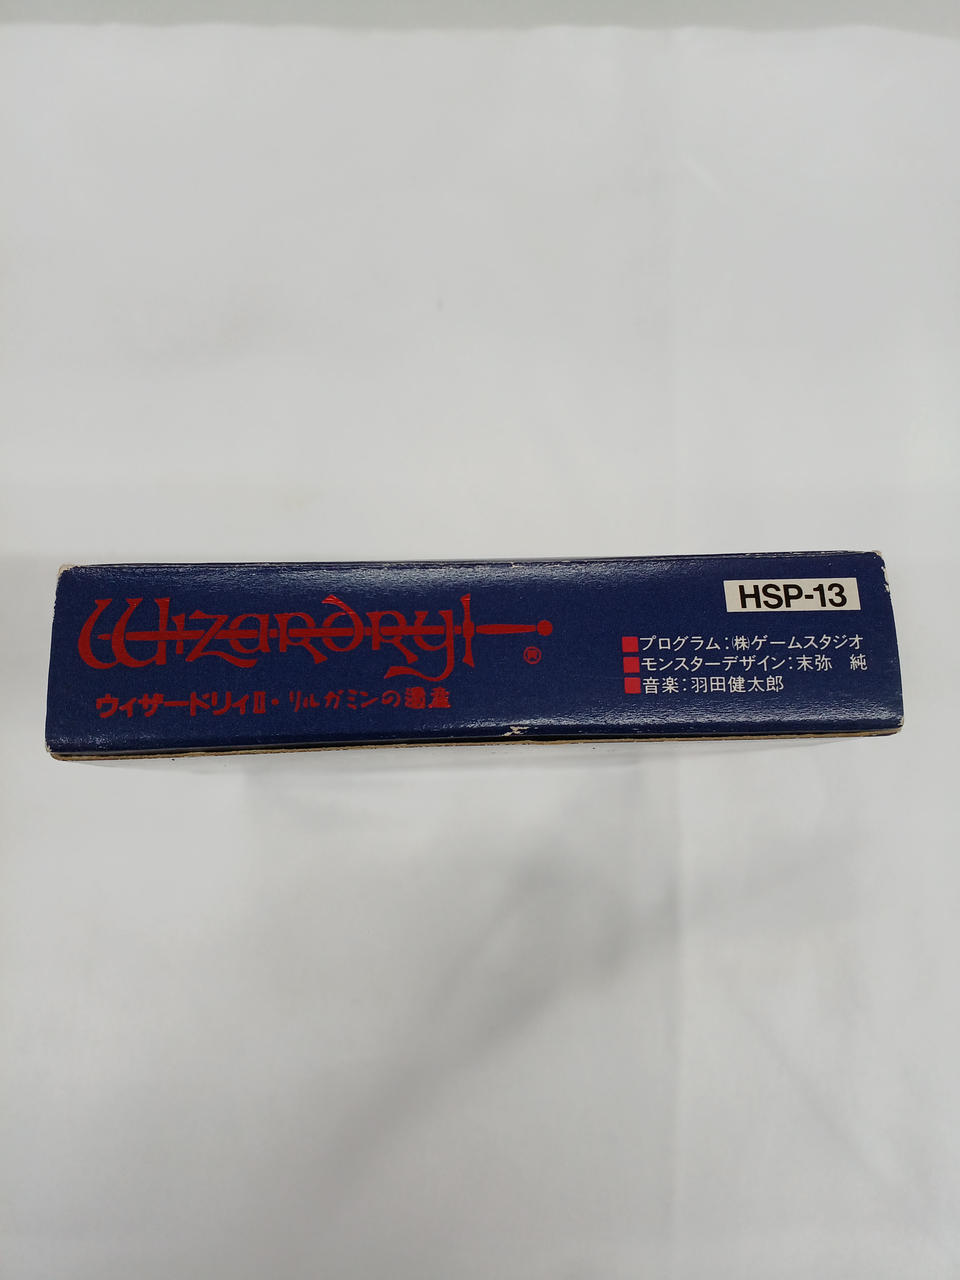 Wizardry
®
ウィザードリィⅡ・リルガミンの遺産
HSP-13
■プログラム:㈱ゲームスタジオ
■モンスターデザイン:末弥 純
■音楽:羽田健太郎